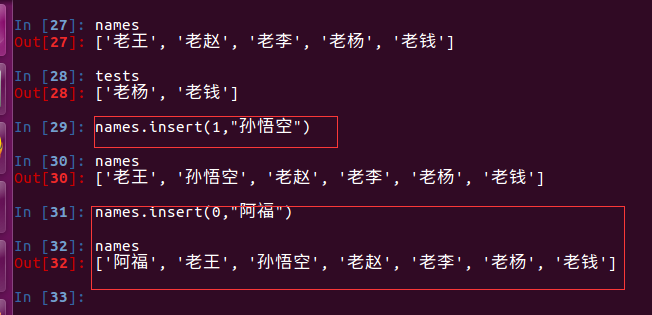 In [27]: names
Out[27]: ['老王', '老赵', '老李', '老杨', '老钱']
In [28]: tests
Out[28]: ['老杨', '老钱']
In [29]: names.insert(1,"孙悟空")
In [30]: names
Out[30]: ['老王', '孙悟空', '老赵', '老李', '老杨', '老钱']
In [31]: names.insert(0,"阿福")
In [32]: names
Out[32]: ['阿福', '老王', '孙悟空', '老赵', '老李', '老杨', '老钱']
In [33]: